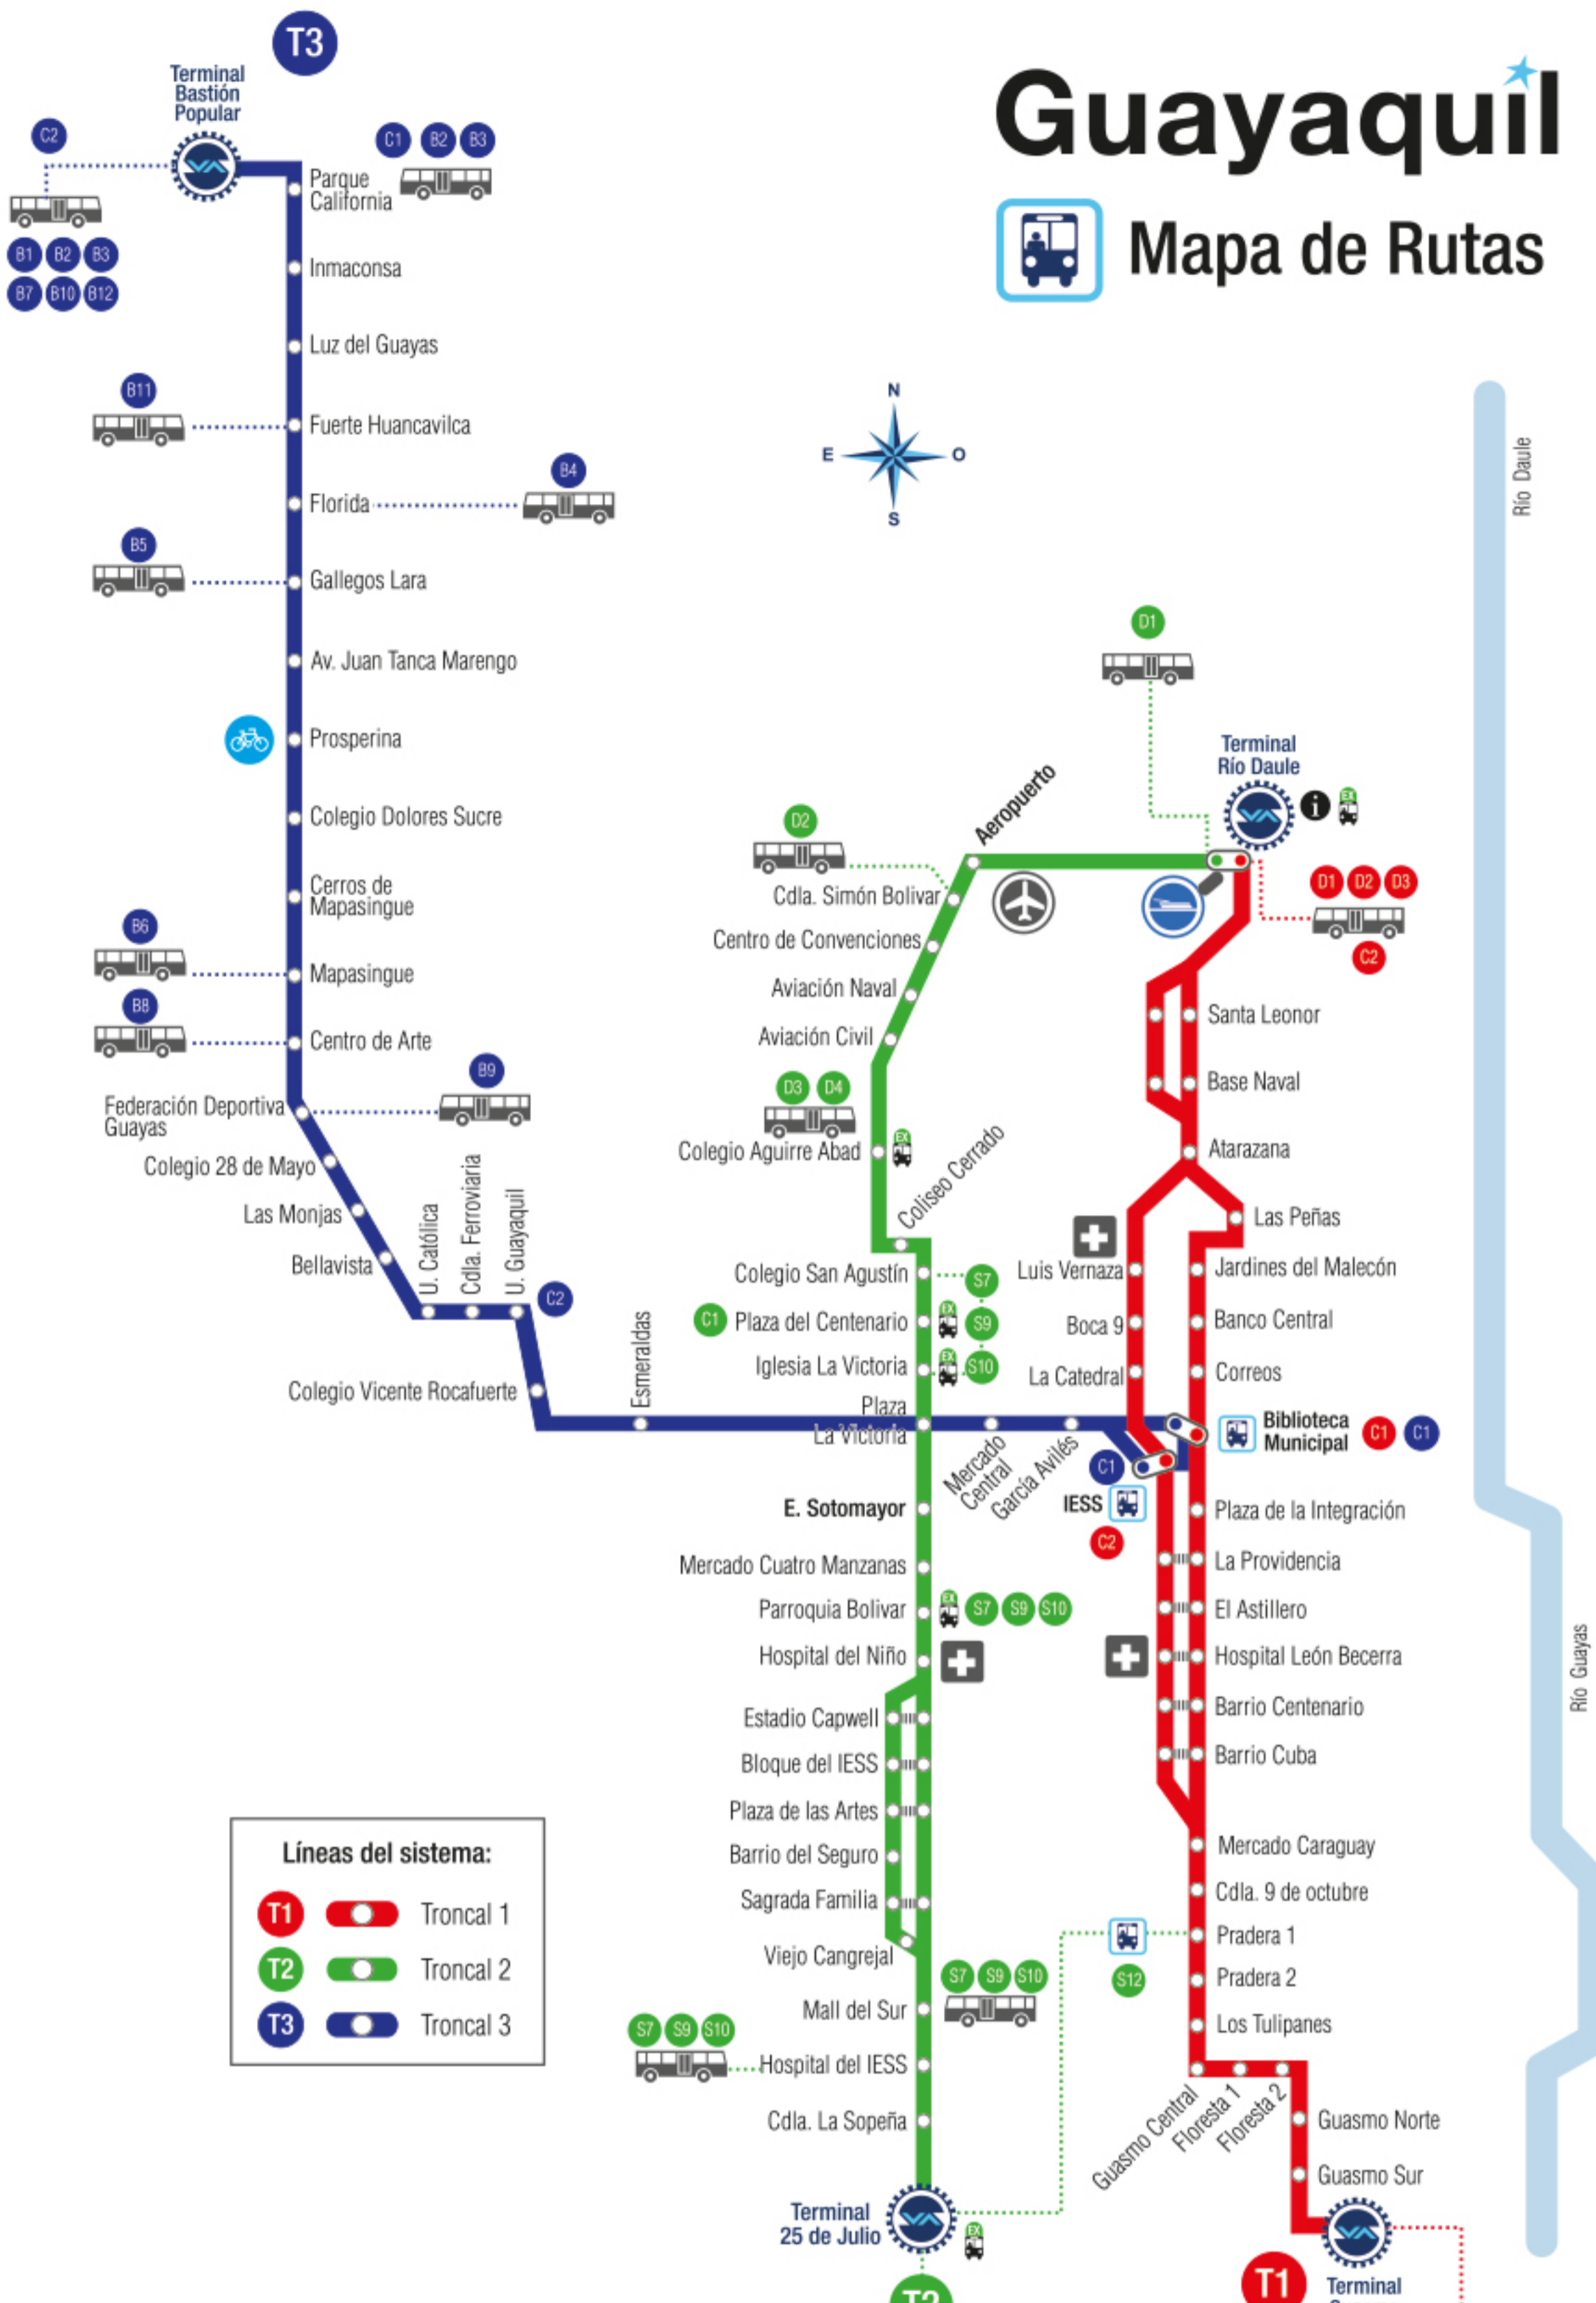 T3
Terminal
Bastión
Popular
Guayaquil
Mapa de Rutas
C2
C1 B2 B3
B1 B2 B3
B7 B10 B12
Parque
California
Inmaconsa
Luz del Guayas
B11
Fuerte Huancavilca
B4
Florida
B5
Gallegos Lara
Av. Juan Tanca Marengo
Prosperina
Colegio Dolores Sucre
Cerros de
Mapasingue
B6
Mapasingue
B8
Centro de Arte
B9
Federación Deportiva
Guayas
Colegio 28 de Mayo
Las Monjas
Bellavista
U. Católica
Cdla. Ferroviaria
U. Guayaquil
C2
Colegio Vicente Rocafuerte
Esmeraldas
N
E
O
S
Río Daule
D1
Terminal
Río Daule
i
EX
Aeropuerto
D2
Cdla. Simón Bolivar
Centro de Convenciones
Aviación Naval
Aviación Civil
D3 D4
Colegio Aguirre Abad
EX
Coliseo Cerrado
Colegio San Agustín
S7
C1
Plaza del Centenario
EX
S9
Iglesia La Victoria
EX
S10
Plaza
La Victoria
Mercado
Central
García Avilés
C1
IESS
C2
E. Sotomayor
Mercado Cuatro Manzanas
Parroquia Bolivar
EX
S7 S9 S10
Hospital del Niño
Estadio Capwell
Bloque del IESS
Plaza de las Artes
Barrio del Seguro
Sagrada Familia
Viejo Cangrejal
Mall del Sur
S7 S9 S10
S7 S9 S10
Hospital del IESS
Cdla. La Sopeña
Terminal
25 de Julio
EX
T2
D1 D2 D3
C2
Santa Leonor
Base Naval
Atarazana
Las Peñas
Luis Vernaza
Jardines del Malecón
Boca 9
Banco Central
La Catedral
Correos
Biblioteca
Municipal
C1 C1
Plaza de la Integración
La Providencia
El Astillero
Hospital León Becerra
Barrio Centenario
Barrio Cuba
Río Guayas
Mercado Caraguay
Cdla. 9 de octubre
Pradera 1
S12
Pradera 2
Los Tulipanes
Guasmo Central
Floresta 1
Floresta 2
Guasmo Norte
Guasmo Sur
T1
Terminal
Líneas del sistema:
T1 Troncal 1
T2 Troncal 2
T3 Troncal 3